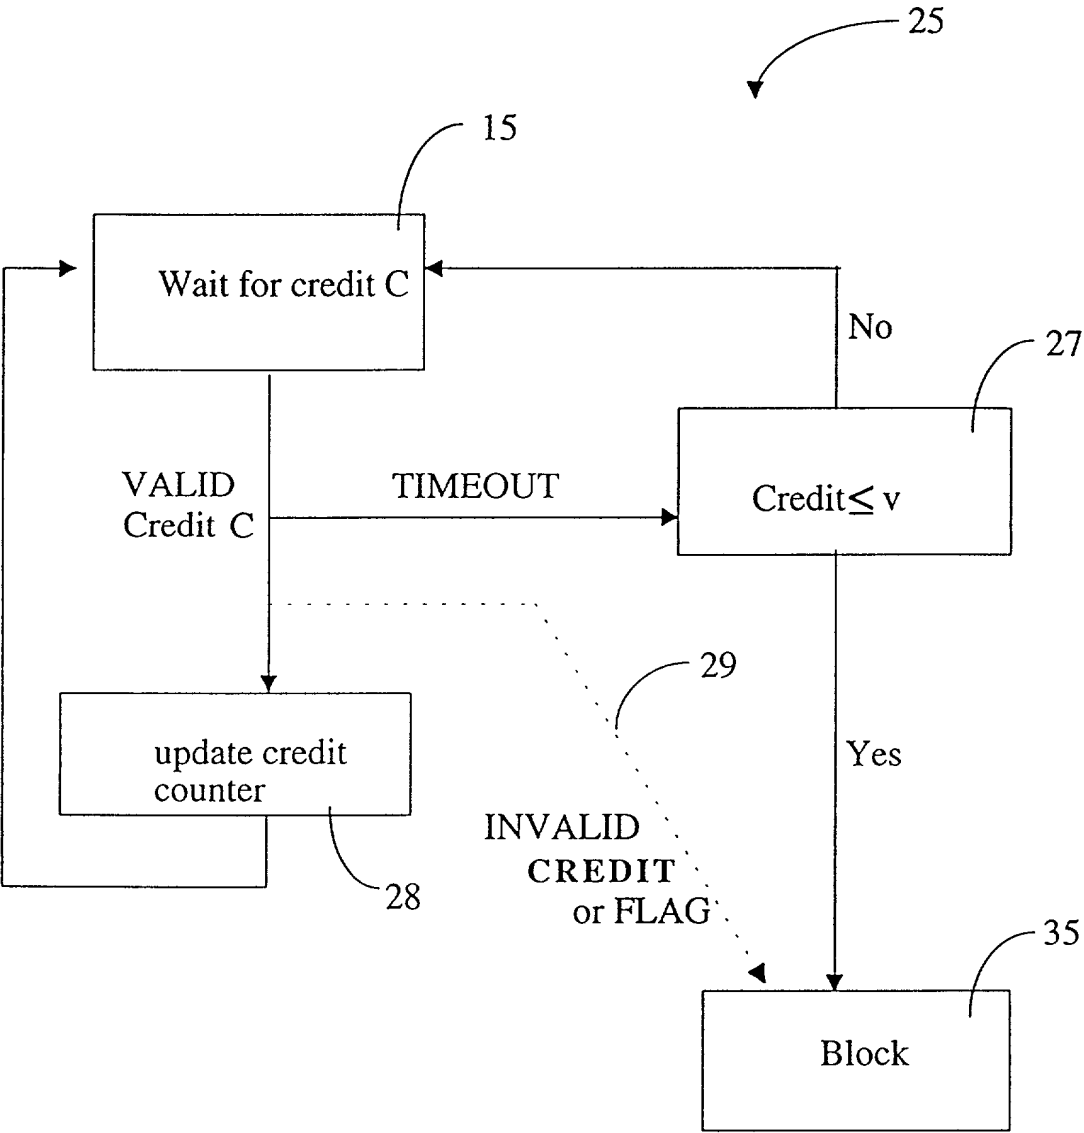 25
15
Wait for credit C
No
27
VALID
Credit C
TIMEOUT
Credit ≤ v
29
update credit
counter
Yes
INVALID
CREDIT
or FLAG
28
35
Block